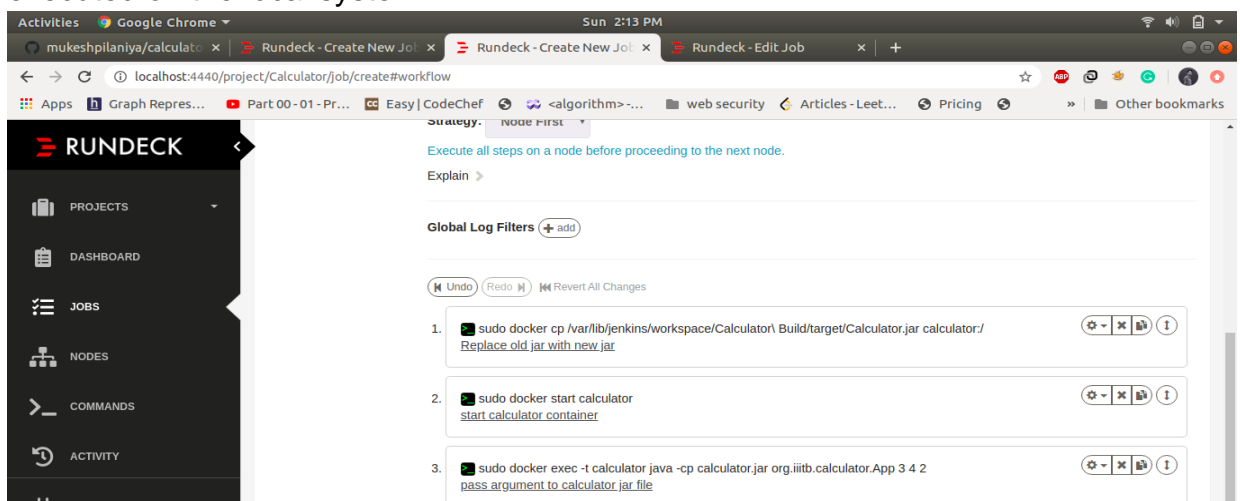 Activities Google Chrome Sun 2:13 PM
mukeshpilaniya/calculato Rundeck - Create New Jo Rundeck - Create New Jo Rundeck - Edit Job
localhost:4440/project/Calculator/job/create#workflow
Apps Graph Repres... Part 00 - 01 - Pr... Easy | CodeChef <algorithm> -... web security Articles - Leet... Pricing » Other bookmarks
RUNDECK
Strategy: Node First
Execute all steps on a node before proceeding to the next node.
Explain
PROJECTS
Global Log Filters + add
DASHBOARD
Undo Redo Revert All Changes
JOBS
1. sudo docker cp /var/lib/jenkins/workspace/Calculator\ Build/target/Calculator.jar calculator:/
Replace old jar with new jar
NODES
2. sudo docker start calculator
start calculator container
COMMANDS
ACTIVITY
3. sudo docker exec -t calculator java -cp calculator.jar org.iiitb.calculator.App 3 4 2
pass argument to calculator jar file